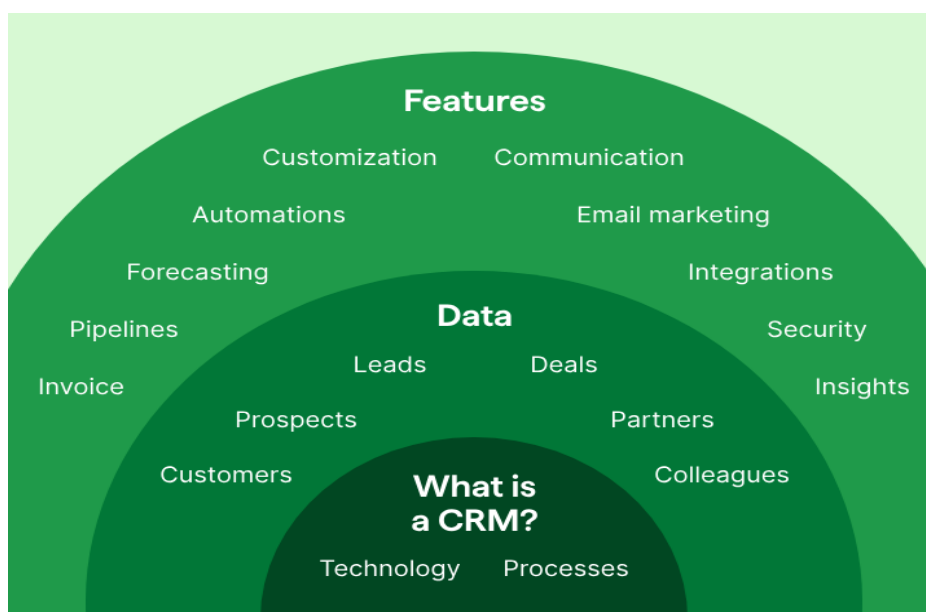 Features
Customization Communication
Automations Email marketing
Forecasting Integrations
Pipelines Security
Invoice Insights
Data
Leads Deals
Prospects Partners
Customers Colleagues
What is
a CRM?
Technology Processes